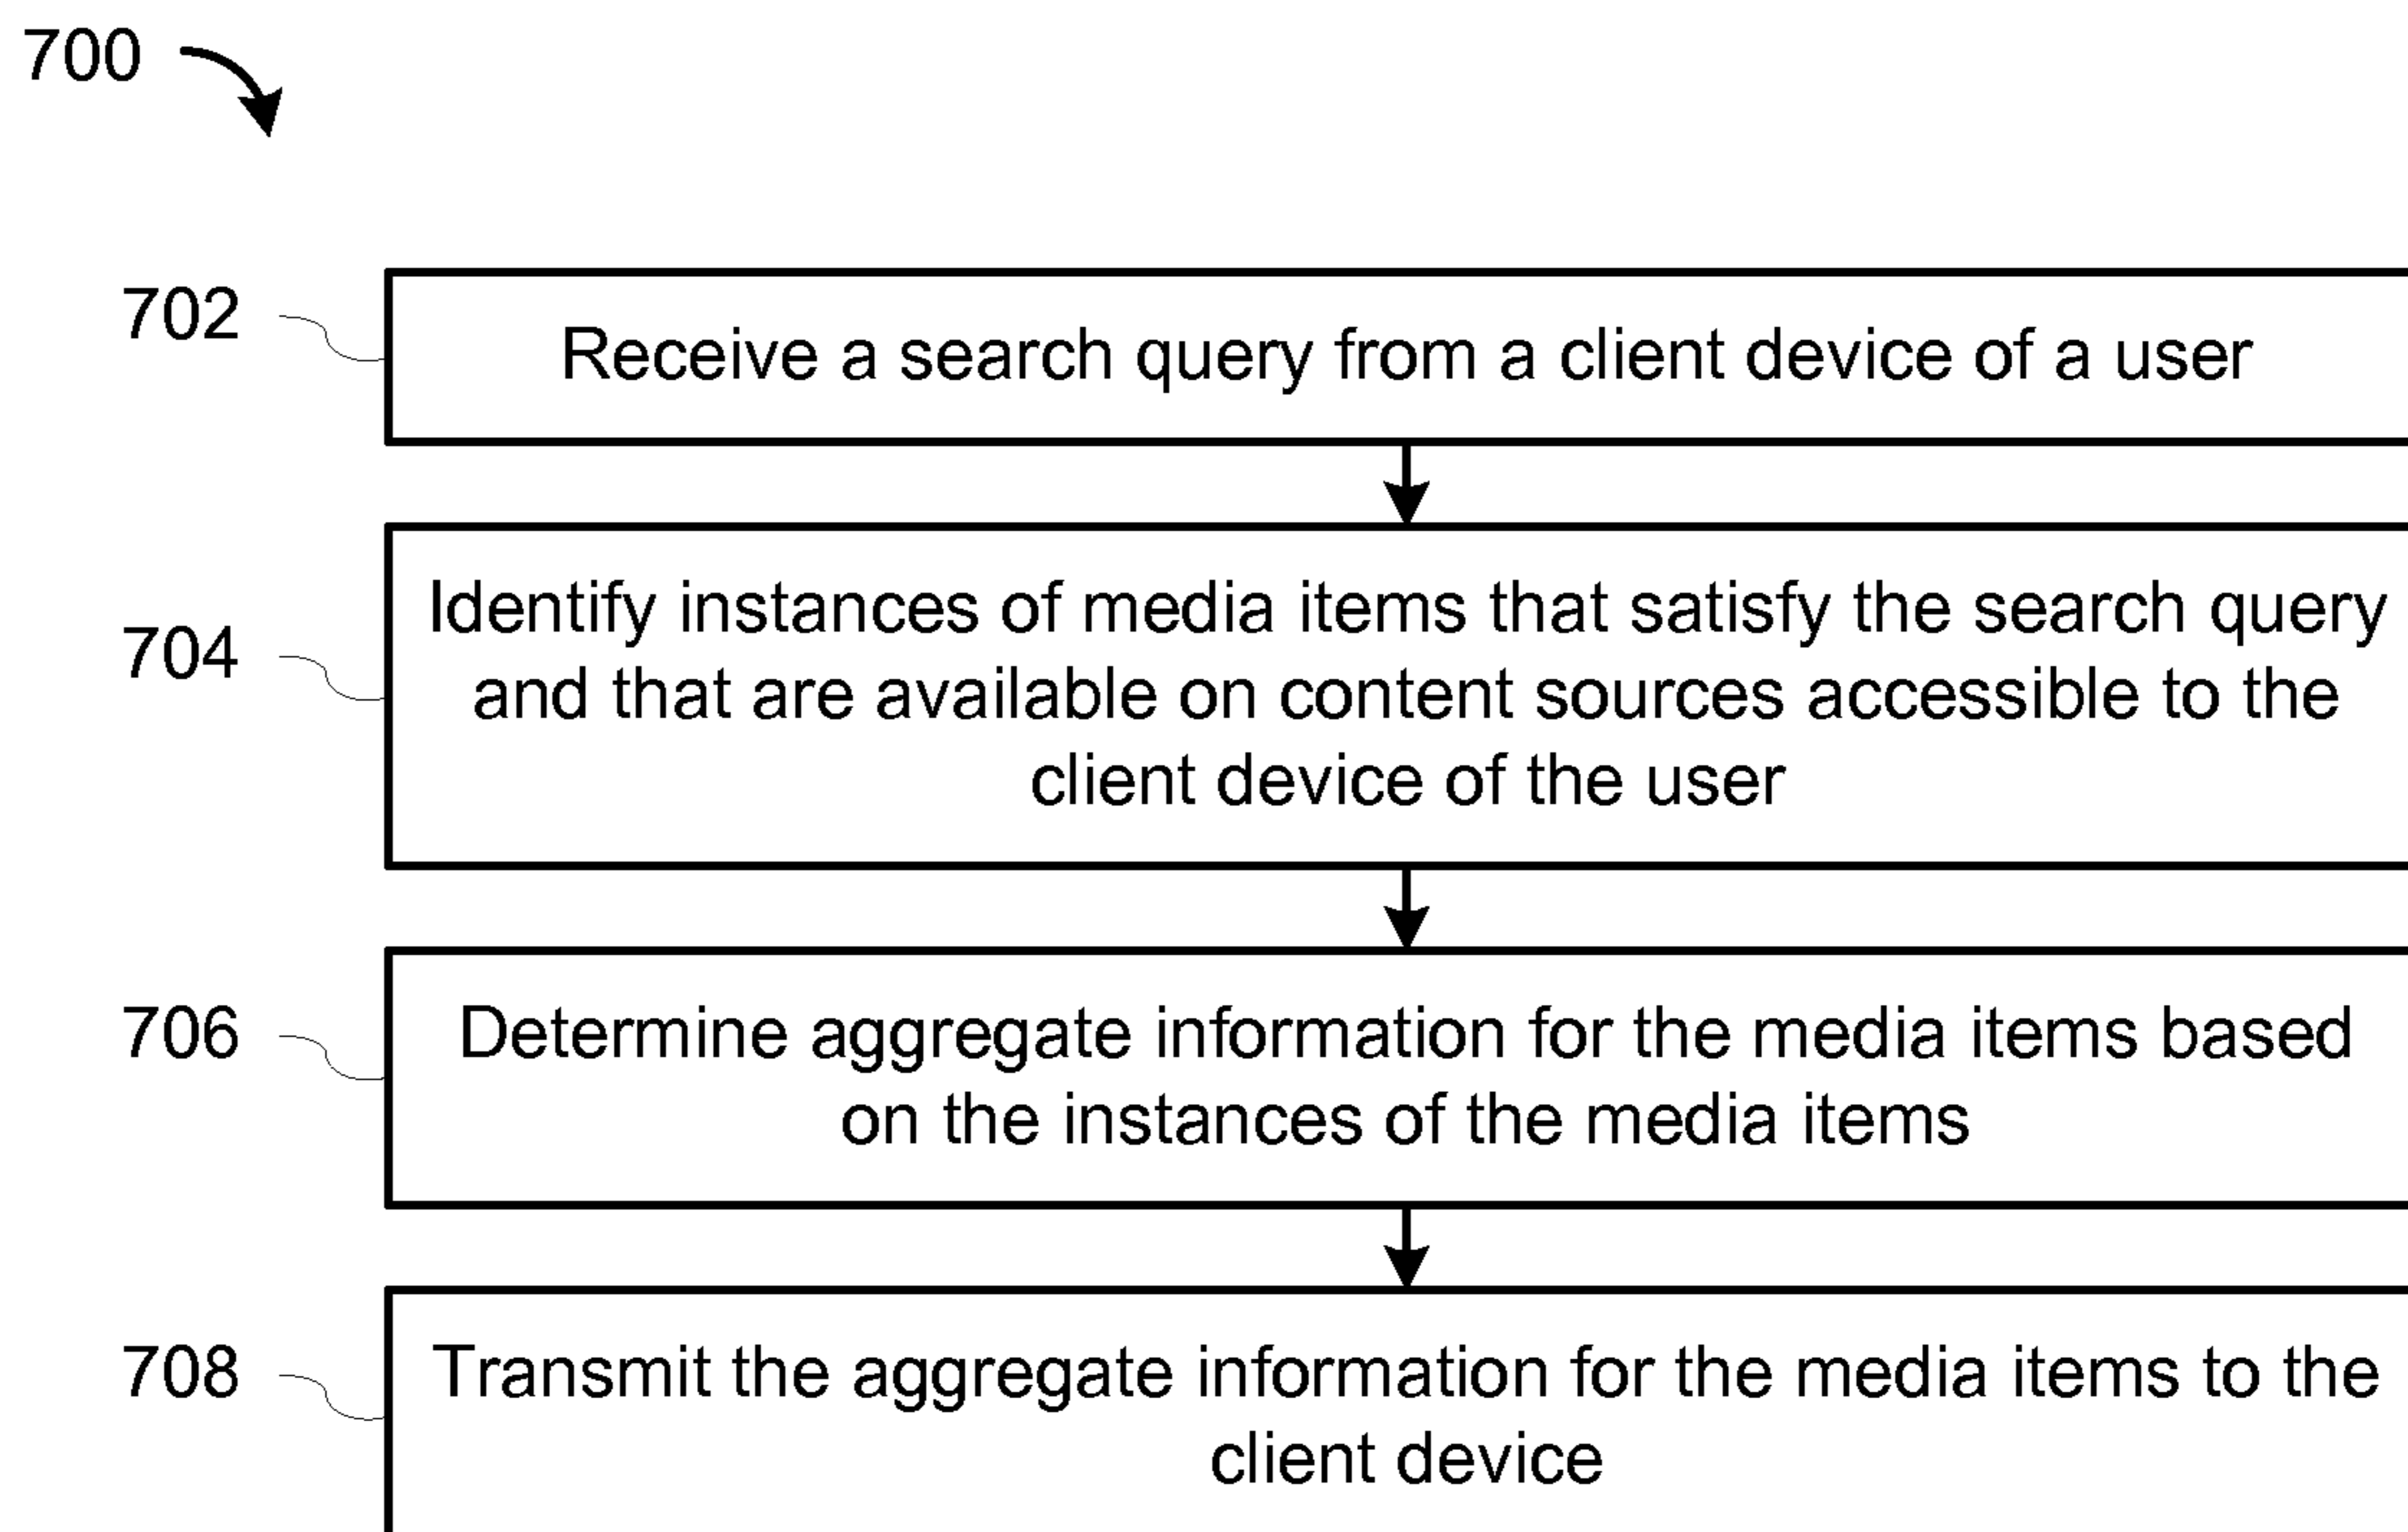 700
702
Receive a search query from a client device of a user
704
Identify instances of media items that satisfy the search query
and that are available on content sources accessible to the
client device of the user
706
Determine aggregate information for the media items based
on the instances of the media items
708
Transmit the aggregate information for the media items to the
client device